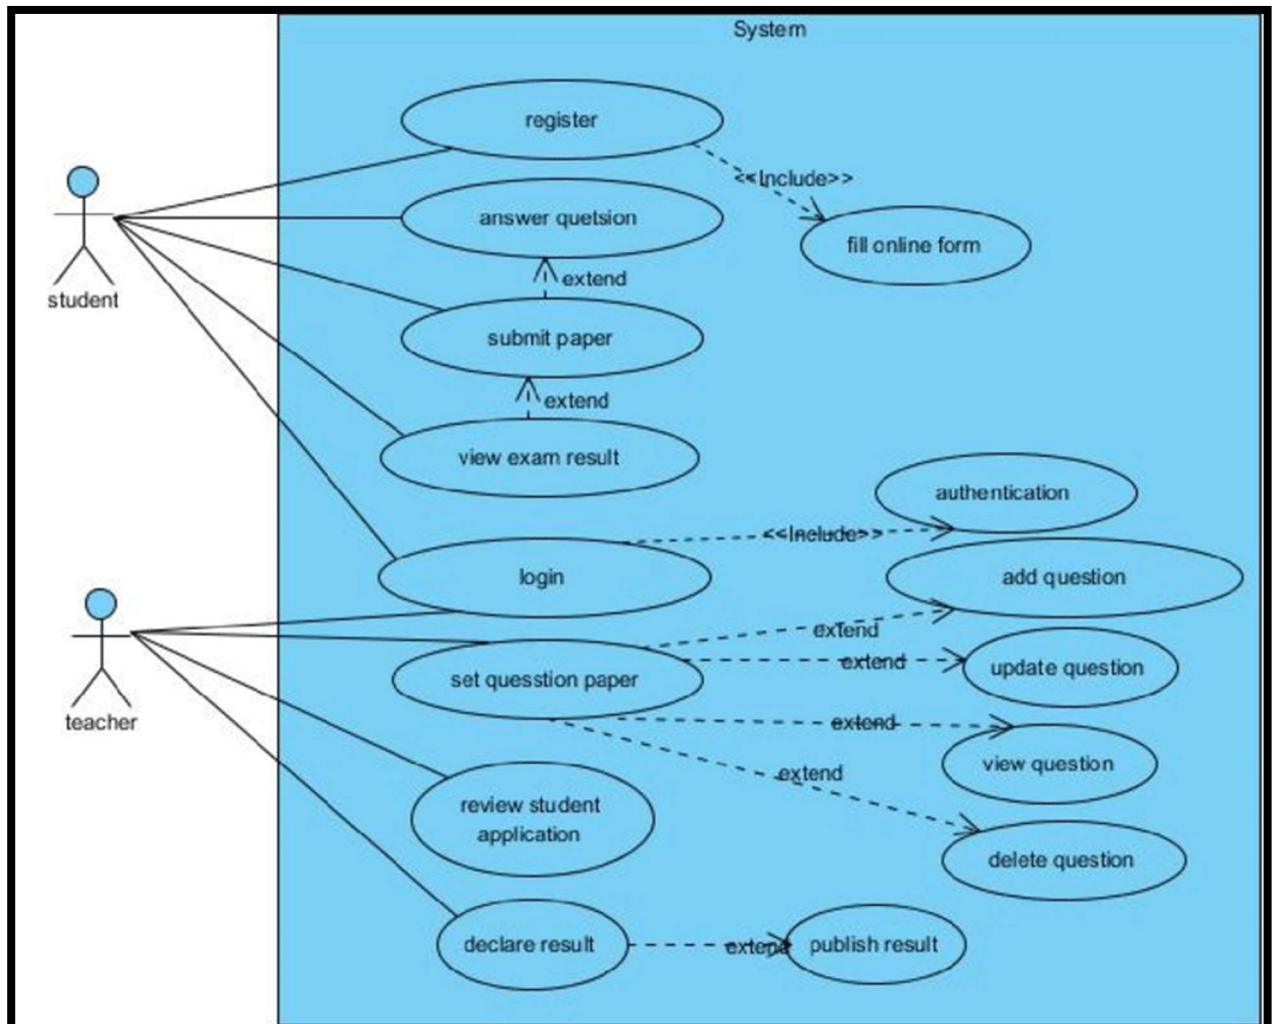 System
register
<<Include>>
answer quetsion
fill online form
extend
student
submit paper
extend
view exam result
authentication
<<Include>>
login
add question
extend
extend
update question
set quesstion paper
teacher
extend
view question
extend
review student
application
delete question
declare result
extend
publish result